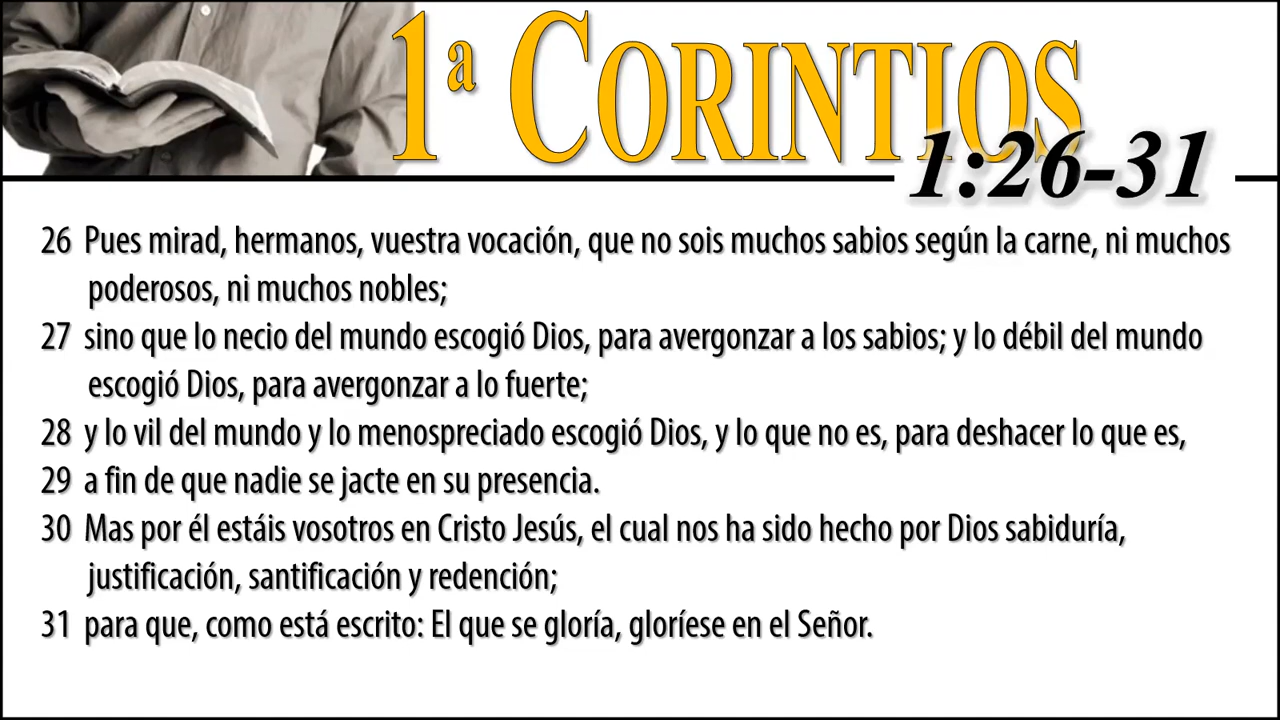 1ª CORINTIOS
1:26-31
26 Pues mirad, hermanos, vuestra vocación, que no sois muchos sabios según la carne, ni muchos
poderosos, ni muchos nobles;
27 sino que lo necio del mundo escogió Dios, para avergonzar a los sabios; y lo débil del mundo
escogió Dios, para avergonzar a lo fuerte;
28 y lo vil del mundo y lo menospreciado escogió Dios, y lo que no es, para deshacer lo que es,
29 a fin de que nadie se jacte en su presencia.
30 Mas por él estáis vosotros en Cristo Jesús, el cual nos ha sido hecho por Dios sabiduría,
justificación, santificación y redención;
31 para que, como está escrito: El que se gloría, gloríese en el Señor.